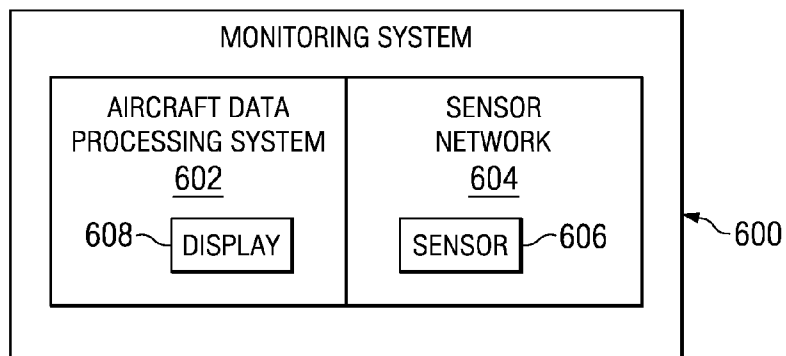 MONITORING SYSTEM
AIRCRAFT DATA
PROCESSING SYSTEM
602
608
DISPLAY
SENSOR
NETWORK
604
SENSOR
606
600